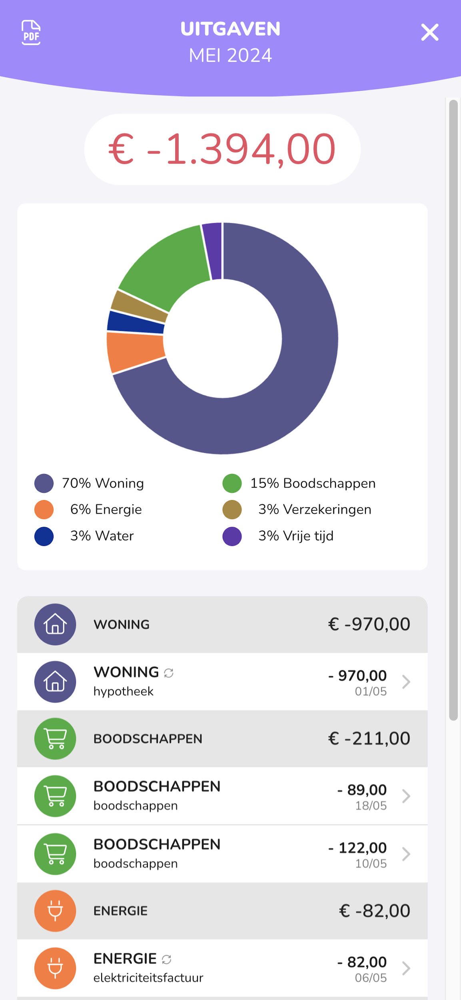 PDF
UITGAVEN
MEI 2024
€ -1.394,00
70% Woning
15% Boodschappen
6% Energie
3% Verzekeringen
3% Water
3% Vrije tijd
WONING € -970,00
WONING - 970,00
hypotheek 01/05
BOODSCHAPPEN € -211,00
BOODSCHAPPEN - 89,00
boodschappen 18/05
BOODSCHAPPEN - 122,00
boodschappen 10/05
ENERGIE € -82,00
ENERGIE - 82,00
elektriciteitsfactuur 06/05